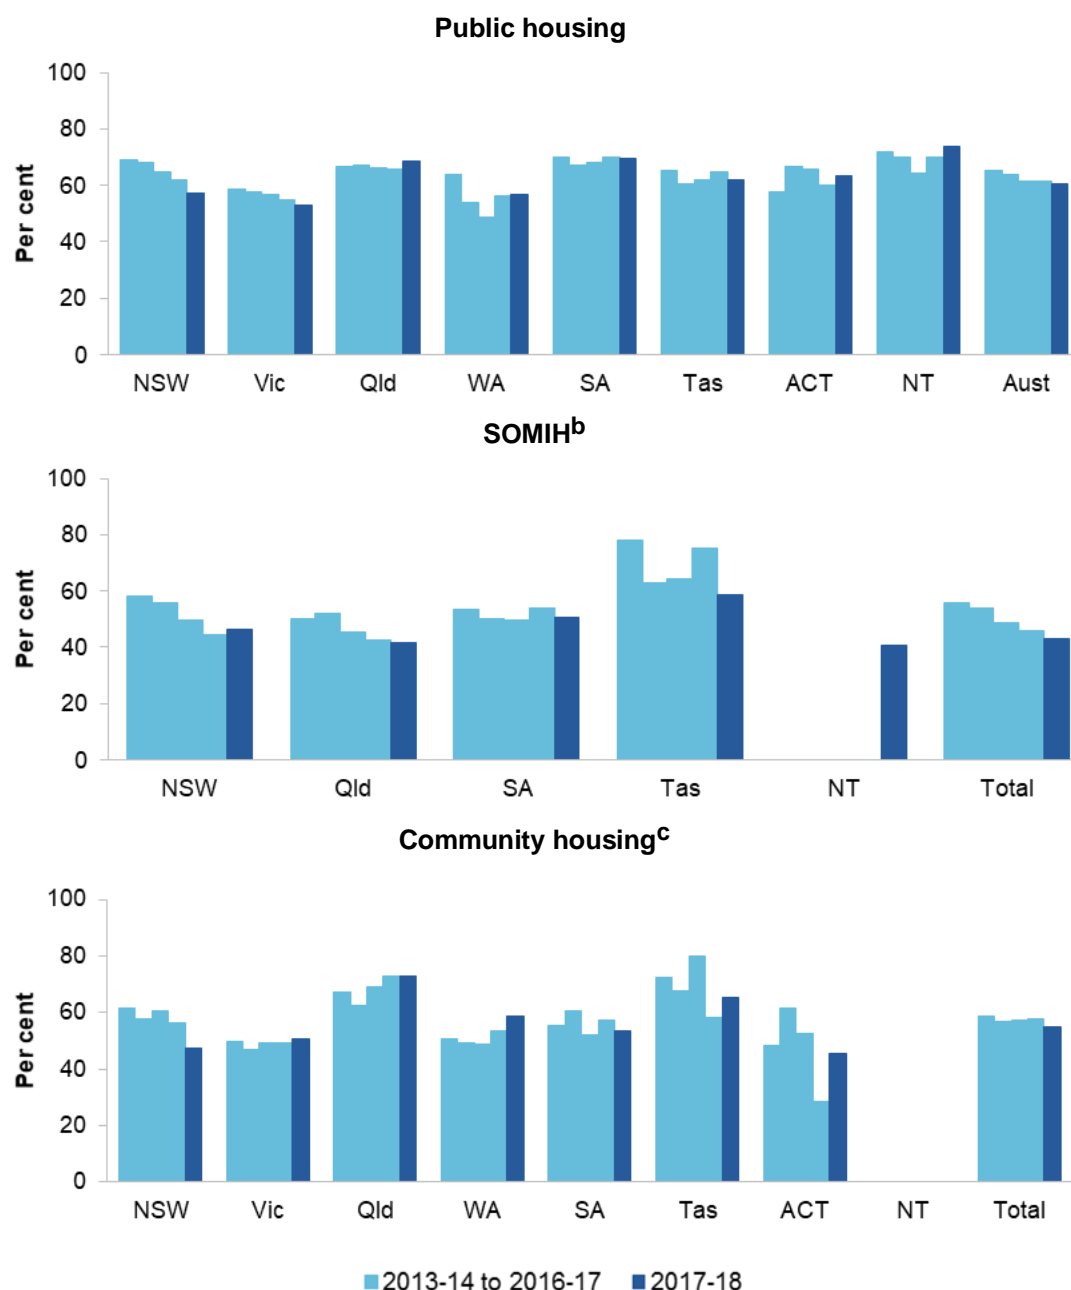 Public housing
Per cent
100
80
60
40
20
0
NSW Vic Qld WA SA Tas ACT NT Aust
SOMIHb
Per cent
100
80
60
40
20
0
NSW Qld SA Tas NT Total
Community housingc
Per cent
100
80
60
40
20
0
NSW Vic Qld WA SA Tas ACT NT Total
2013-14 to 2016-17 2017-18